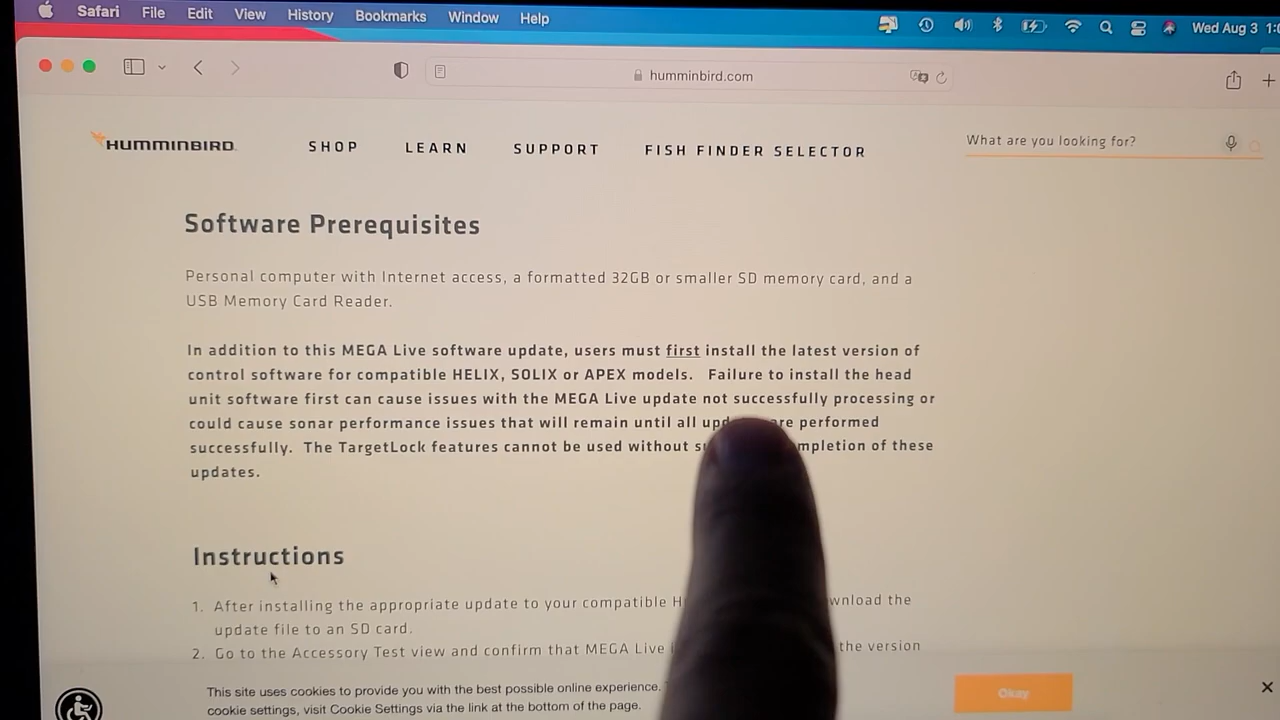 Safari File Edit View History Bookmarks Window Help Wed Aug 3
humminbird.com
HUMMINBIRD SHOP LEARN SUPPORT FISH FINDER SELECTOR What are you looking for?
Software Prerequisites
Personal computer with Internet access, a formatted 32GB or smaller SD memory card, and a
USB Memory Card Reader.
In addition to this MEGA Live software update, users must first install the latest version of
control software for compatible HELIX, SOLIX or APEX models. Failure to install the head
unit software first can cause issues with the MEGA Live update not successfully processing or
could cause sonar performance issues that will remain until all performed
successfully. The TargetLock features cannot be used without completion of these
updates.
Instructions
1. After installing the appropriate update to your compatible the
update file to an SD card.
2. Go to the Accessory Test view and confirm that MEGA Live the version
This site uses cookies to provide you with the best possible online experience.
cookie settings, visit Cookie Settings via the link at the bottom of the page.
Okay